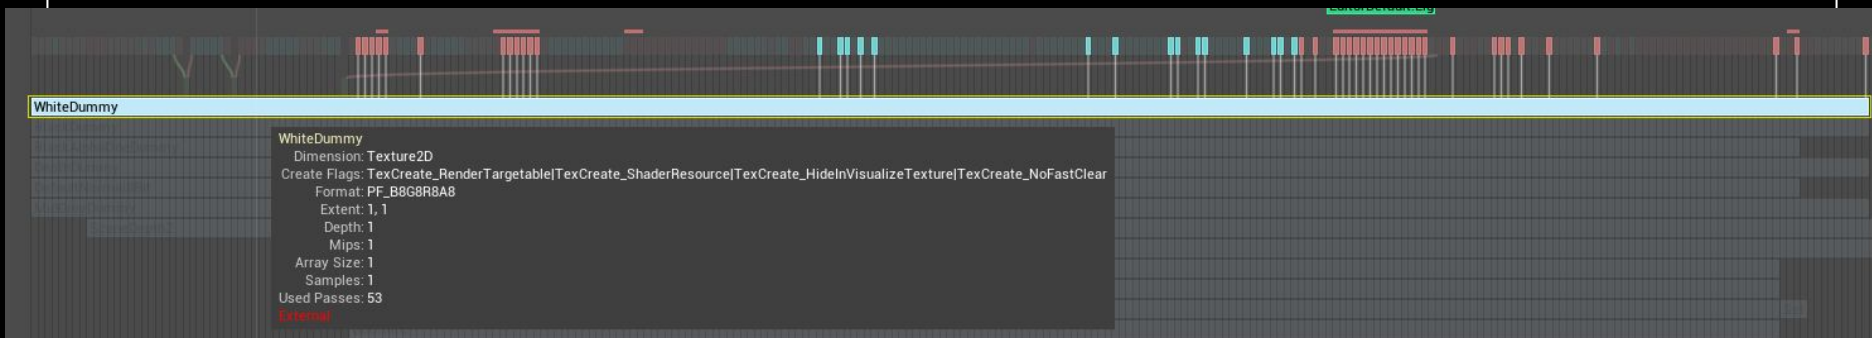 WhiteDummy
WhiteDummy
Dimension: Texture2D
Create Flags: TexCreate_RenderTargetable|TexCreate_ShaderResource|TexCreate_HideInVisualizeTexture|TexCreate_NoFastClear
Format: PF_B8G8R8A8
Extent: 1, 1
Depth: 1
Mips: 1
Array Size: 1
Samples: 1
Used Passes: 53
External